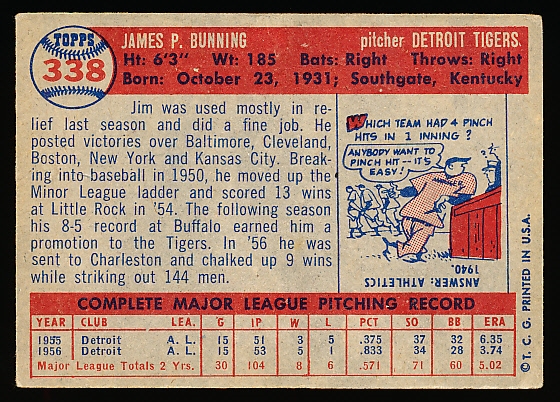 TOPPS
338
JAMES P. BUNNING pitcher DETROIT TIGERS
Ht: 6'3" Wt: 185 Bats: Right Throws: Right
Born: October 23, 1931; Southgate, Kentucky
Jim was used mostly in re-
lief last season and did a fine job. He
posted victories over Baltimore, Cleveland,
Boston, New York and Kansas City. Break-
ing into baseball in 1950, he moved up the
Minor League ladder and scored 13 wins
at Little Rock in '54. The following season
his 8-5 record at Buffalo earned him a
promotion to the Tigers. In '56 he was
sent to Charleston and chalked up 9 wins
while striking out 144 men.
WHICH TEAM HAD 4 PINCH
HITS IN 1 INNING?
ANYBODY WANT TO
PINCH HIT--IT'S
EASY!
MANAGER
ANSWER: ATHLETICS
1940.
COMPLETE MAJOR LEAGUE PITCHING RECORD
YEAR CLUB LEA. G IP W L PCT SO BB ERA
1955 Detroit A. L. 15 51 3 5 .375 37 32 6.35
1956 Detroit A. L. 15 53 5 1 .833 34 28 3.74
Major League Totals 2 Yrs. 30 104 8 6 .571 71 60 5.02
© T. C. G. PRINTED IN U.S.A.